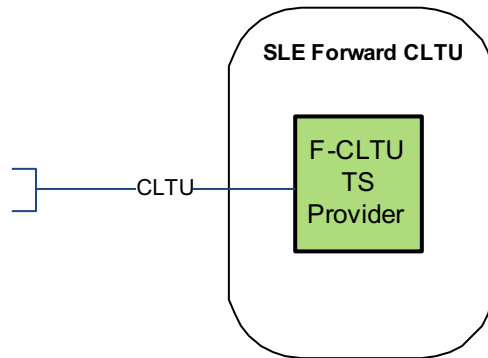 SLE Forward CLTU
F-CLTU
TS
Provider
CLTU